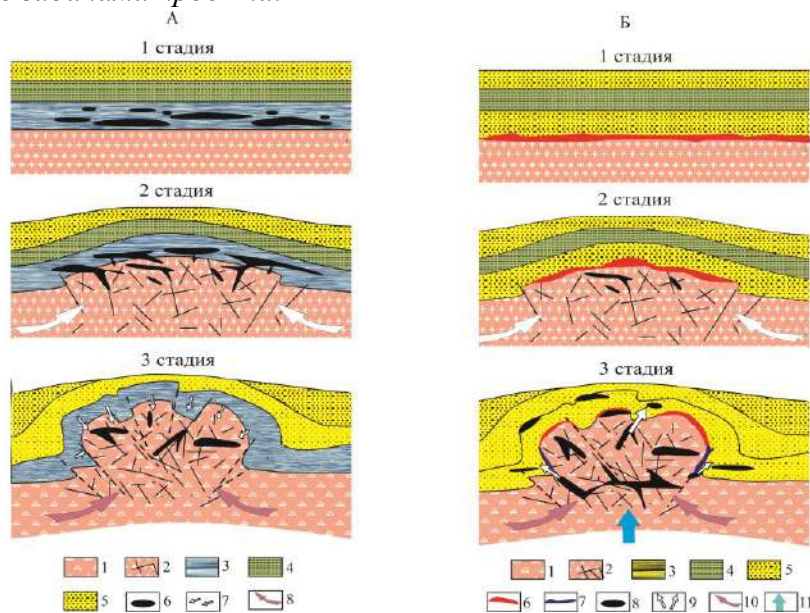 А
1 стадия
2 стадия
3 стадия
1 2 3 4
5 6 7 8
Б
1 стадия
2 стадия
3 стадия
1 2 3 4 5
6 7 8 9 10 11